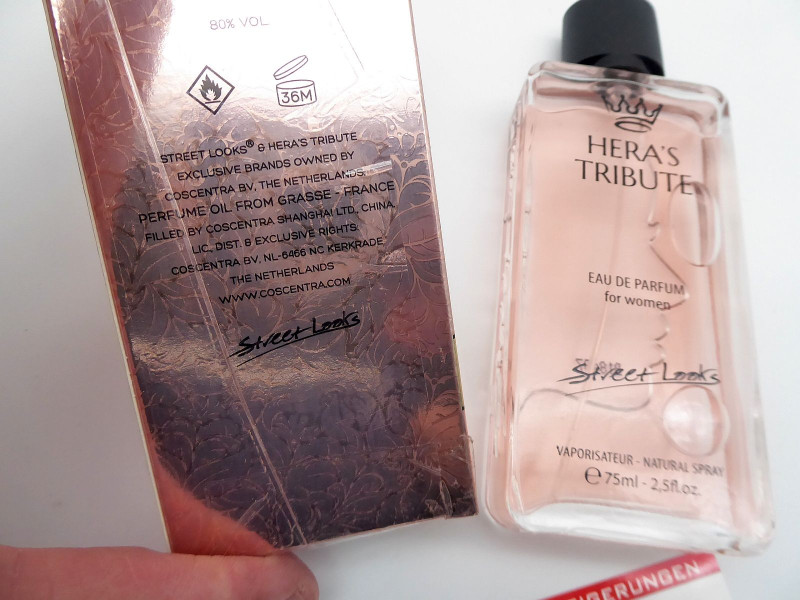 80% VOL
36M
STREET LOOKS® & HERA'S TRIBUTE
EXCLUSIVE BRANDS OWNED BY
COSCENTRA BV, THE NETHERLANDS.
PERFUME OIL FROM GRASSE - FRANCE
FILLED BY COSCENTRA SHANGHAI LTD, CHINA.
LIC, DIST. & EXCLUSIVE RIGHTS:
COSCENTRA BV, NL-6466 NC KERKRADE,
THE NETHERLANDS
WWW.COSCENTRA.COM
Street Looks
HERA'S
TRIBUTE
EAU DE PARFUM
for women
Street Looks
VAPORISATEUR - NATURAL SPRAY
℮ 75ml - 2,5fl.oz.